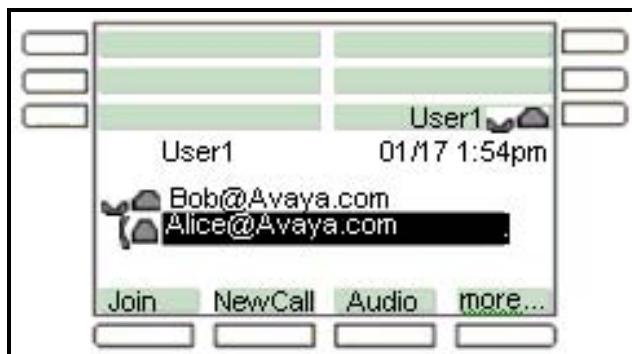 User1
User1 01/17 1:54pm
Bob@Avaya.com
Alice@Avaya.com .
Join NewCall Audio more...